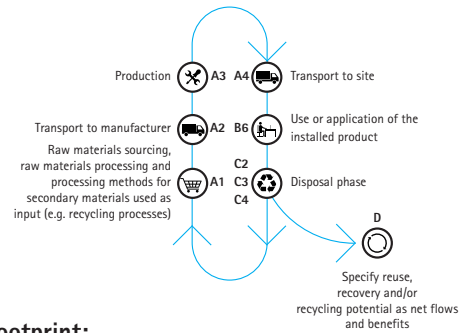 Production
A3
A4
Transport to site
Transport to manufacturer
A2
B6
Use or application of the
installed product
Raw materials sourcing,
raw materials processing and
processing methods for
secondary materials used as
input (e.g. recycling processes)
A1
C2
C3
C4
Disposal phase
D
Specify reuse,
recovery and/or
recycling potential as net flows
and benefits